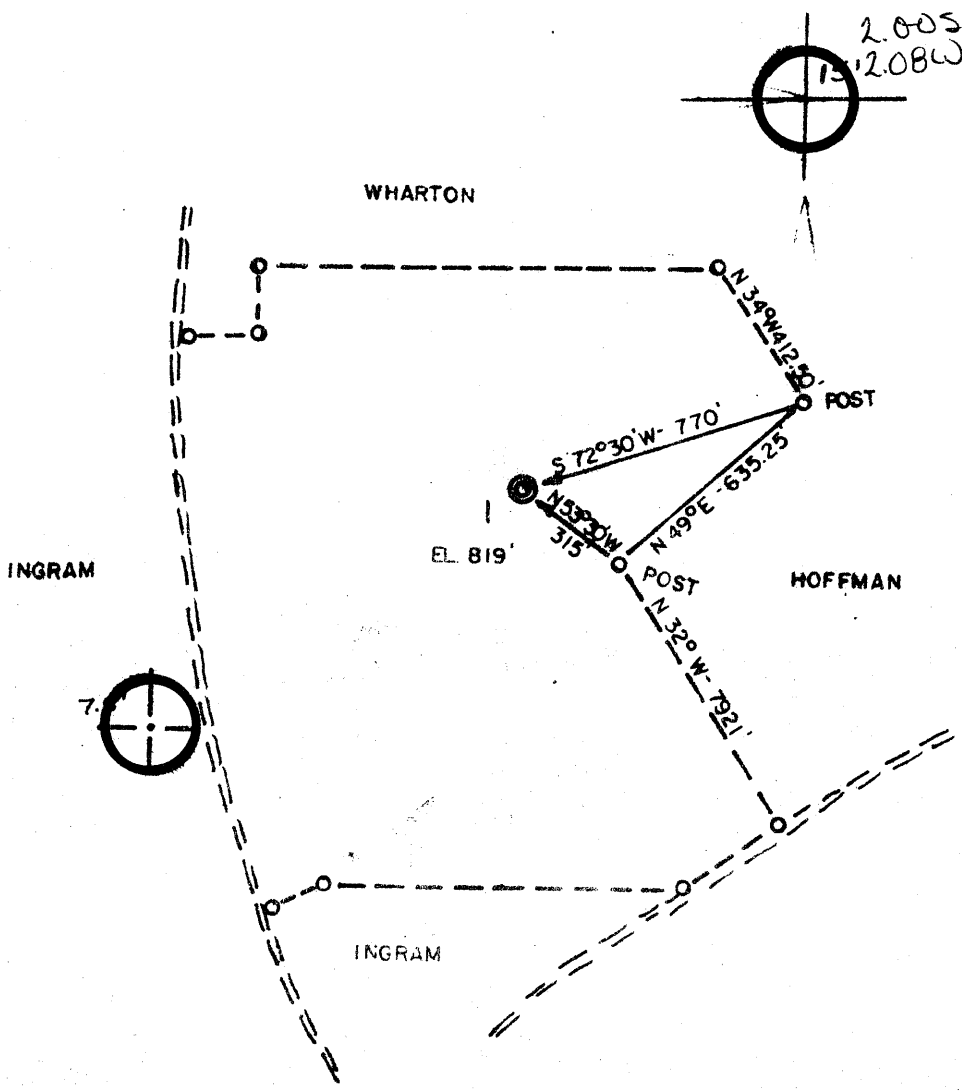 2.00S
15'2.08W
WHARTON
N 34°W 412.50'
POST
S 72°30'W - 770'
N 49°E - 635.25'
N 53°30'W
315'
1
EL. 819'
POST
INGRAM
HOFFMAN
N 32° W - 792'
INGRAM